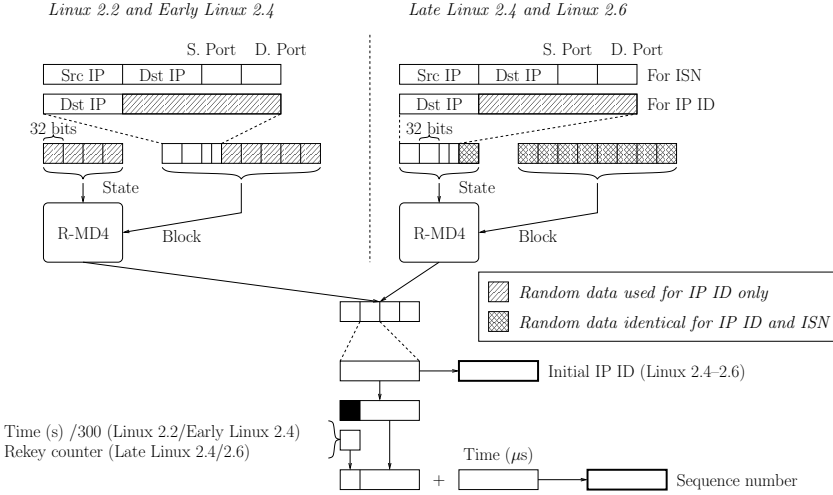 Linux 2.2 and Early Linux 2.4
Late Linux 2.4 and Linux 2.6
S. Port D. Port
S. Port D. Port
Src IP Dst IP
Src IP Dst IP
For ISN
Dst IP
Dst IP
For IP ID
32 bits
32 bits
State
State
R-MD4
Block
R-MD4
Block
Random data used for IP ID only
Random data identical for IP ID and ISN
Initial IP ID (Linux 2.4–2.6)
Time (s) /300 (Linux 2.2/Early Linux 2.4)
Rekey counter (Late Linux 2.4/2.6)
Time (μs)
+
Sequence number